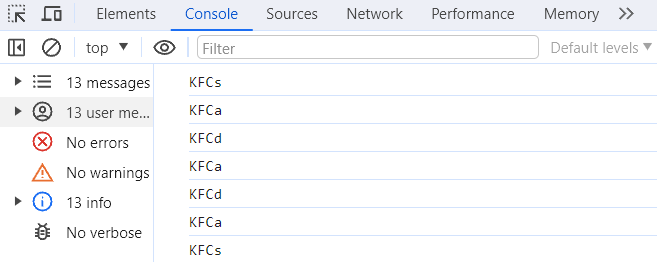 Elements Console Sources Network Performance Memory
top Filter Default levels
13 messages
13 user me...
No errors
No warnings
13 info
No verbose
KFCs
KFCa
KFCd
KFCa
KFCd
KFCa
KFCs